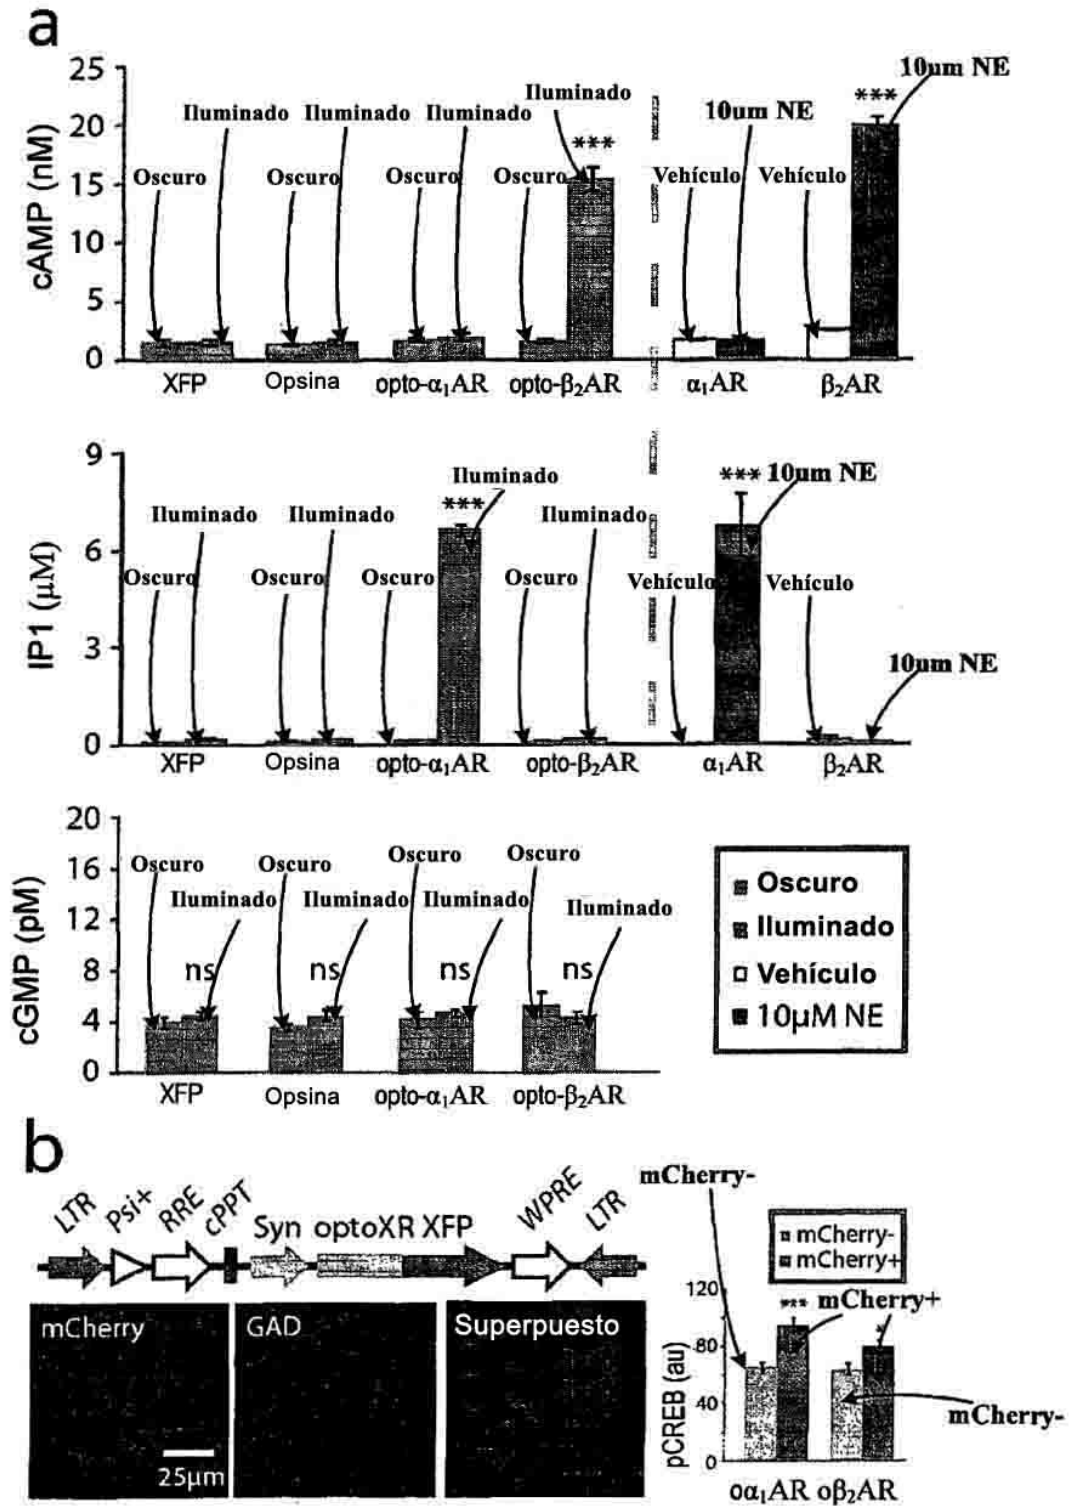 a
25
20
15
10
5
0
cAMP (nM)
Oscuro
Iluminado
Oscuro
Iluminado
Oscuro
Iluminado
Oscuro
Iluminado
***
Vehículo
10um NE
Vehículo
***
10um NE
XFP
Opsina
opto-α₁AR
opto-β₂AR
α₁AR
β₂AR
9
6
3
0
IP1 (μM)
Oscuro
Iluminado
Oscuro
Iluminado
Oscuro
***
Iluminado
Oscuro
Iluminado
Vehículo
***
10um NE
Vehículo
10um NE
XFP
Opsina
opto-α₁AR
opto-β₂AR
α₁AR
β₂AR
20
16
12
8
4
0
cGMP (pM)
Oscuro
Iluminado
ns
Oscuro
Iluminado
ns
Oscuro
Iluminado
ns
Oscuro
Iluminado
ns
XFP
Opsina
opto-α₁AR
opto-β₂AR
Oscuro
Iluminado
Vehículo
10μM NE
b
LTR
Psi+
RRE
cPPT
Syn
optoXR
XFP
WPRE
LTR
mCherry
25μm
GAD
Superpuesto
mCherry-
mCherry-
mCherry+
120
80
40
0
pCREB (au)
***
mCherry+
*
mCherry-
oα₁AR oβ₂AR